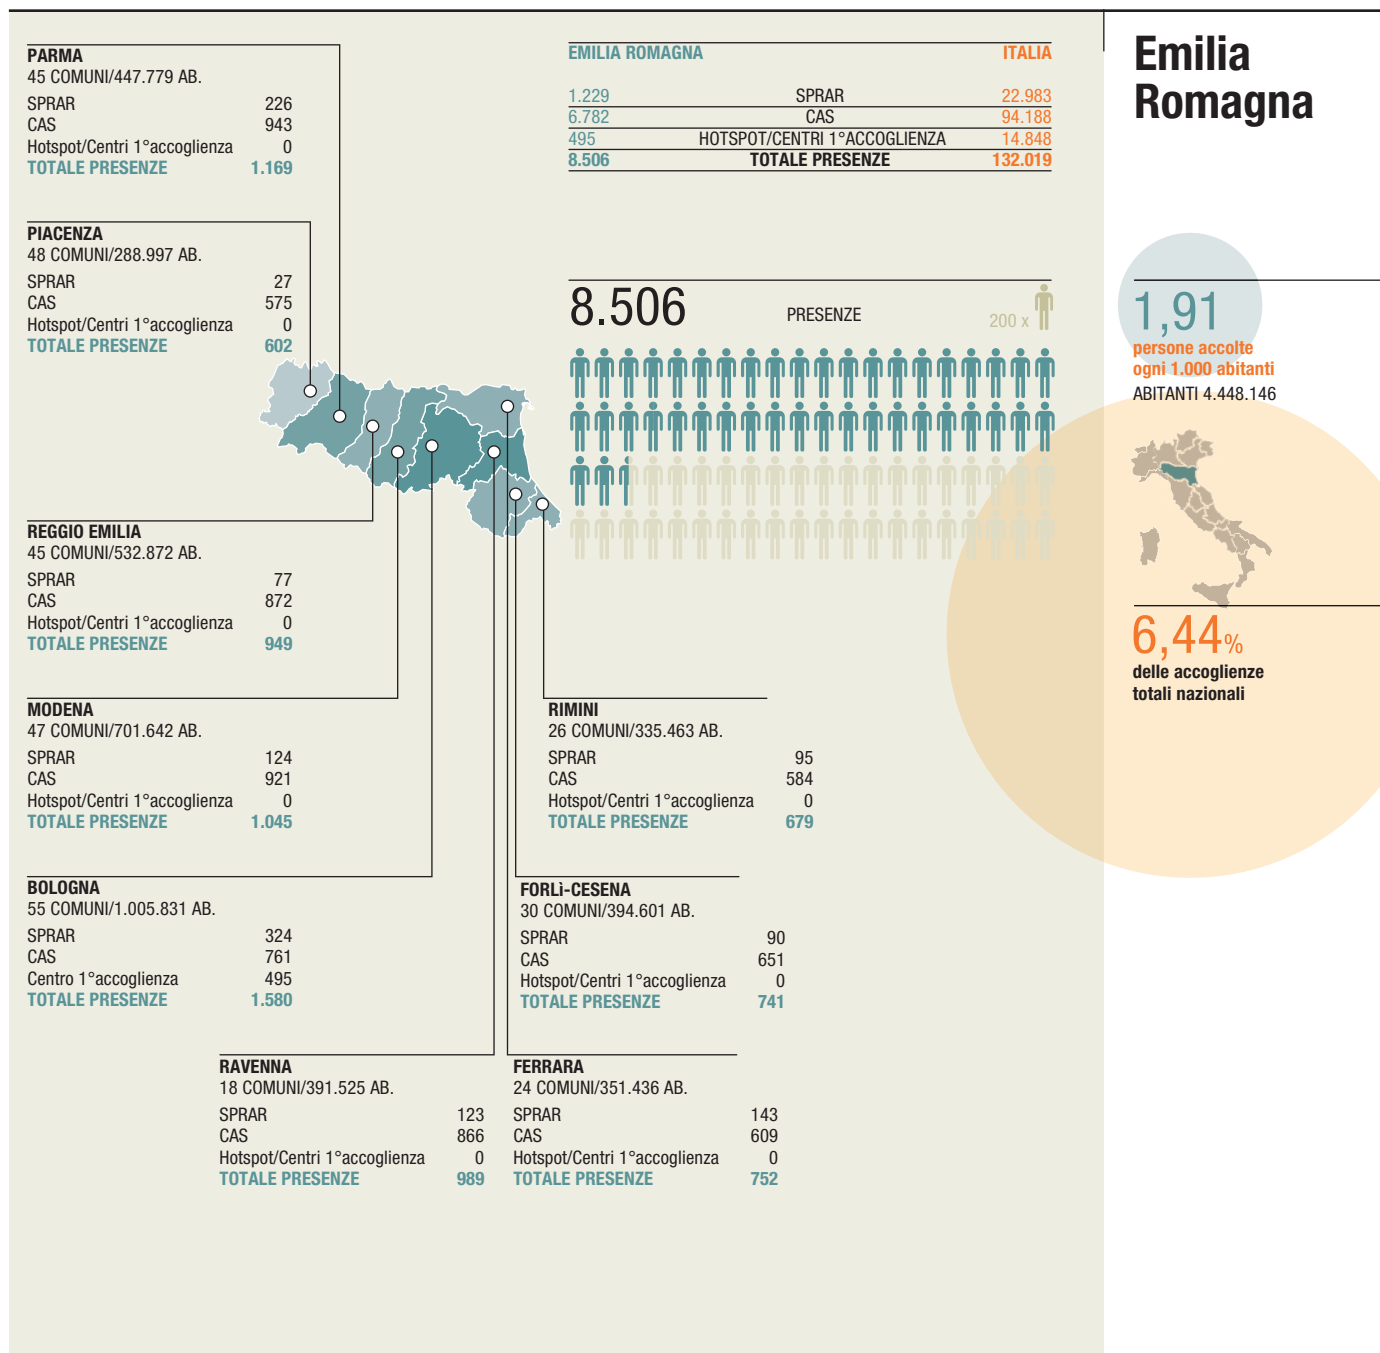 Emilia
Romagna
PARMA
45 COMUNI/447.779 AB.
SPRAR 226
CAS 943
Hotspot/Centri 1°accoglienza 0
TOTALE PRESENZE 1.169
PIACENZA
48 COMUNI/288.997 AB.
SPRAR 27
CAS 575
Hotspot/Centri 1°accoglienza 0
TOTALE PRESENZE 602
REGGIO EMILIA
45 COMUNI/532.872 AB.
SPRAR 77
CAS 872
Hotspot/Centri 1°accoglienza 0
TOTALE PRESENZE 949
MODENA
47 COMUNI/701.642 AB.
SPRAR 124
CAS 921
Hotspot/Centri 1°accoglienza 0
TOTALE PRESENZE 1.045
BOLOGNA
55 COMUNI/1.005.831 AB.
SPRAR 324
CAS 761
Centro 1°accoglienza 495
TOTALE PRESENZE 1.580
RAVENNA
18 COMUNI/391.525 AB.
SPRAR 123
CAS 866
Hotspot/Centri 1°accoglienza 0
TOTALE PRESENZE 989
FERRARA
24 COMUNI/351.436 AB.
SPRAR 143
CAS 609
Hotspot/Centri 1°accoglienza 0
TOTALE PRESENZE 752
FORLì-CESENA
30 COMUNI/394.601 AB.
SPRAR 90
CAS 651
Hotspot/Centri 1°accoglienza 0
TOTALE PRESENZE 741
RIMINI
26 COMUNI/335.463 AB.
SPRAR 95
CAS 584
Hotspot/Centri 1°accoglienza 0
TOTALE PRESENZE 679
EMILIA ROMAGNA ITALIA
1.229 SPRAR 22.983
6.782 CAS 94.188
495 HOTSPOT/CENTRI 1°ACCOGLIENZA 14.848
8.506 TOTALE PRESENZE 132.019
8.506 PRESENZE 200 x
1,91
persone accolte
ogni 1.000 abitanti
ABITANTI 4.448.146
6,44%
delle accoglienze
totali nazionali